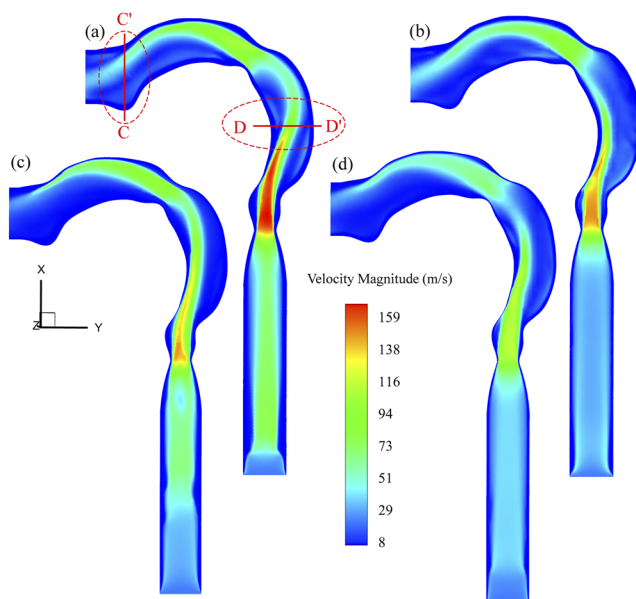 (a)
C'
C
D
D'
(b)
(c)
(d)
X
Z
Y
Velocity Magnitude (m/s)
159
138
116
94
73
51
29
8